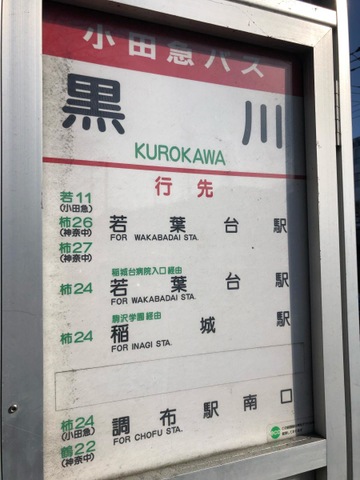 小田急バス
黒川
KUROKAWA
行先
若11
(小田急)
柿26
(神奈中)
柿27
(神奈中)
若葉台駅
FOR WAKABADAI STA.
稲城台病院入口経由
柿24
若葉台駅
FOR WAKABADAI STA.
駒沢学園経由
柿24
稲城駅
FOR INAGI STA.
柿24
(小田急)
鶴22
(神奈中)
調布駅南口
FOR CHOFU STA.